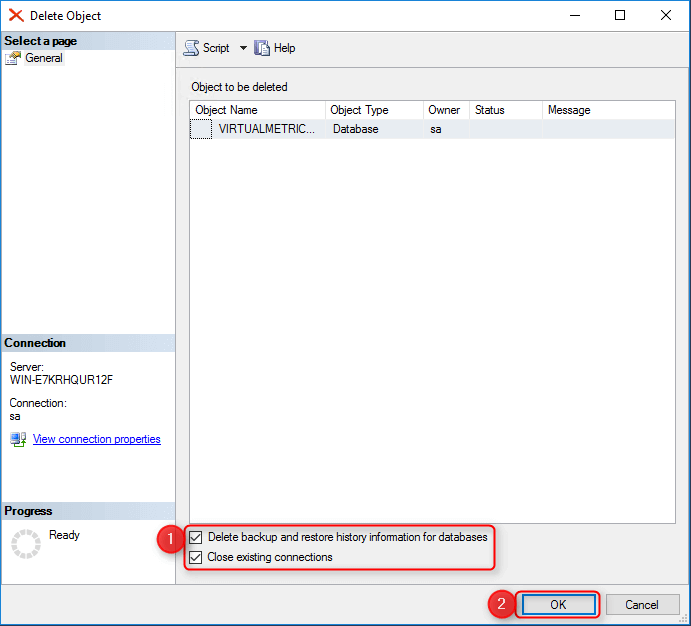 Delete Object
Select a page
General
Script
Help
Object to be deleted
Object Name Object Type Owner Status Message
VIRTUALMETRIC... Database sa
Connection
Server:
WIN-E7KRHQUR12F
Connection:
sa
View connection properties
Progress
Ready
1
Delete backup and restore history information for databases
Close existing connections
2
OK
Cancel